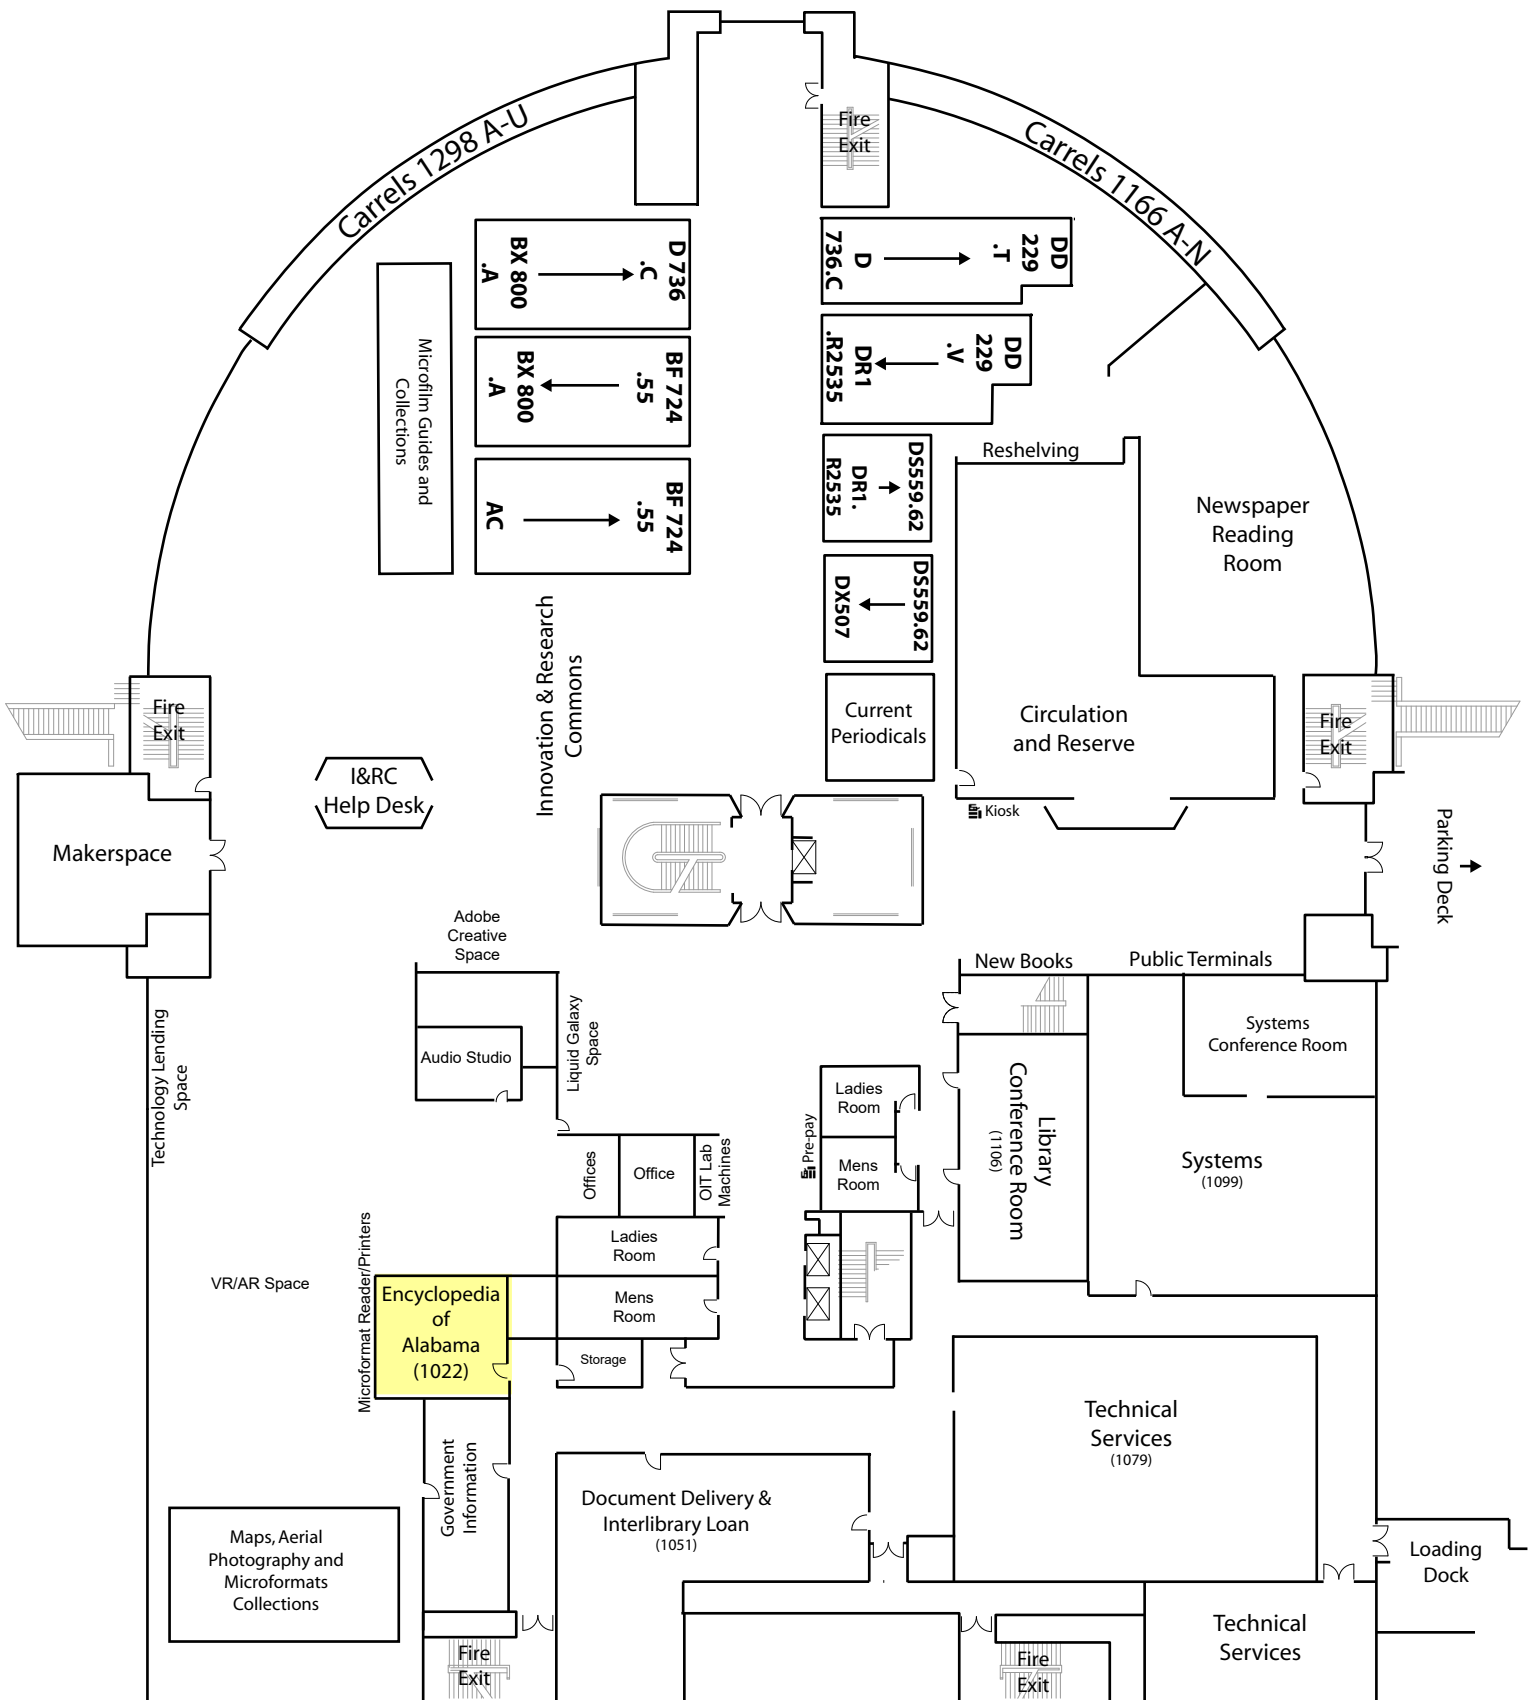 Carrels 1298 A-U
Carrels 1166 A-N
Fire
Exit
BX 800
.A
D 736
.C
D
736.C
DD
229
.T
Microfilm Guides and
Collections
BX 800
.A
BF 724
.55
DR1
.R2535
DD
229
.V
AC
BF 724
.55
DR1.
R2535
DS559.62
Reshelving
Newspaper
Reading
Room
DX507
DS559.62
Innovation & Research
Commons
Current
Periodicals
Circulation
and Reserve
Fire
Exit
Fire
Exit
I&RC
Help Desk
Kiosk
Makerspace
Parking Deck
Adobe
Creative
Space
New Books
Public Terminals
Technology Lending
Space
Audio Studio
Liquid Galaxy
Space
Systems
Conference Room
Ladies
Room
Library
Conference Room
(1106)
Pre-pay
Mens
Room
Systems
(1099)
Offices
Office
OIT Lab
Machines
Ladies
Room
VR/AR Space
Microformat Reader/Printers
Encyclopedia
of
Alabama
(1022)
Mens
Room
Storage
Technical
Services
(1079)
Government
Information
Document Delivery &
Interlibrary Loan
(1051)
Maps, Aerial
Photography and
Microformats
Collections
Loading
Dock
Fire
Exit
Fire
Exit
Technical
Services